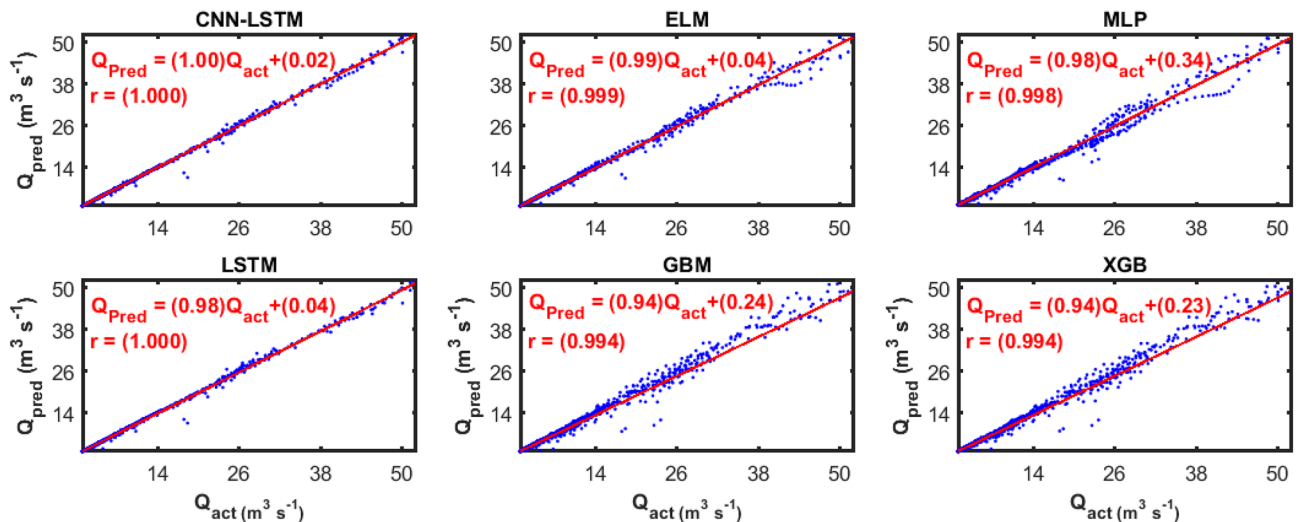 CNN-LSTM
Q_pred (m³ s⁻¹)
50
38
26
14
Q_Pred = (1.00)Q_act+(0.02)
r = (1.000)
14 26 38 50
ELM
50
38
26
14
Q_Pred = (0.99)Q_act+(0.04)
r = (0.999)
14 26 38 50
MLP
50
38
26
14
Q_Pred = (0.98)Q_act+(0.34)
r = (0.998)
14 26 38 50
LSTM
Q_pred (m³ s⁻¹)
50
38
26
14
Q_Pred = (0.98)Q_act+(0.04)
r = (1.000)
14 26 38 50
Q_act (m³ s⁻¹)
GBM
Q_pred (m³ s⁻¹)
50
38
26
14
Q_Pred = (0.94)Q_act+(0.24)
r = (0.994)
14 26 38 50
Q_act (m³ s⁻¹)
XGB
Q_pred (m³ s⁻¹)
50
38
26
14
Q_Pred = (0.94)Q_act+(0.23)
r = (0.994)
14 26 38 50
Q_act (m³ s⁻¹)